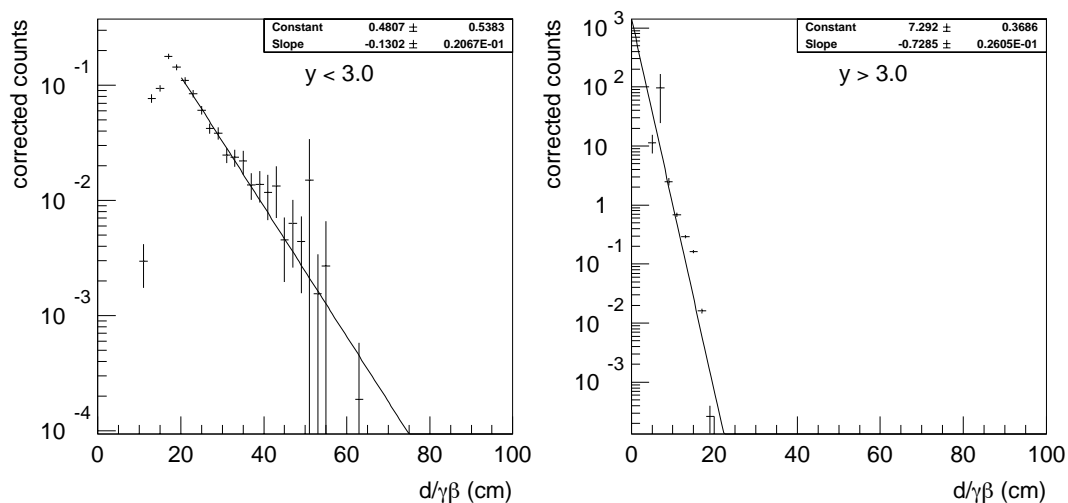 Constant 0.4807 ± 0.5383
Slope -0.1302 ± 0.2067E-01
y < 3.0
corrected counts
10 -1
10 -2
10 -3
10 -4
0 20 40 60 80 100
d/γβ (cm)
Constant 7.292 ± 0.3686
Slope -0.7285 ± 0.2605E-01
y > 3.0
corrected counts
10 3
10 2
10
1
10 -1
10 -2
10 -3
0 20 40 60 80 100
d/γβ (cm)